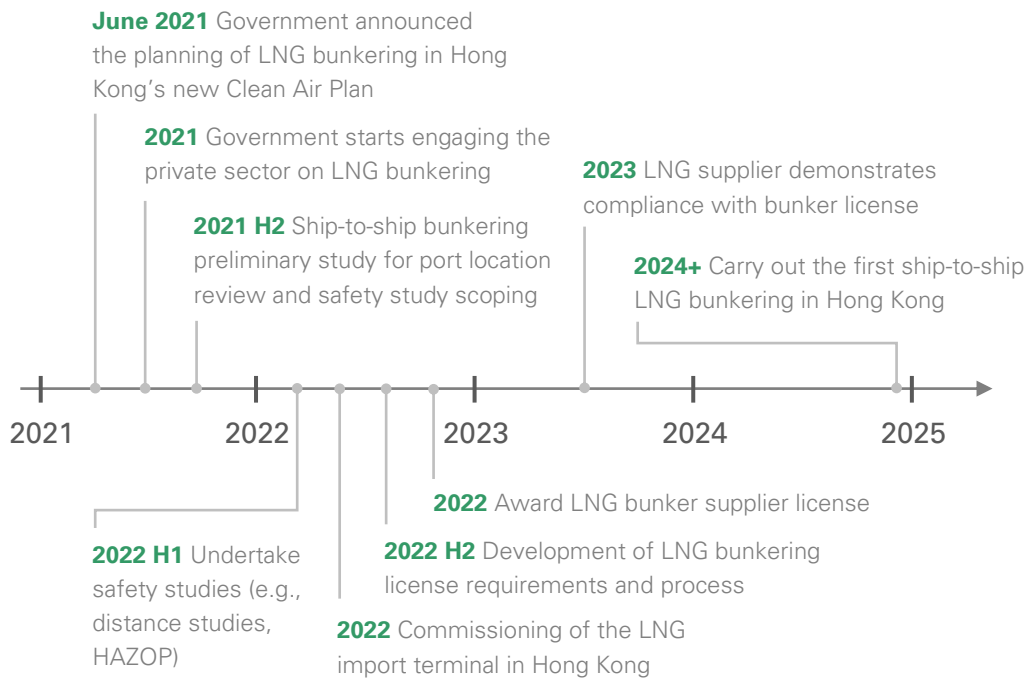 June 2021 Government announced
the planning of LNG bunkering in Hong
Kong's new Clean Air Plan
2021 Government starts engaging the
private sector on LNG bunkering
2021 H2 Ship-to-ship bunkering
preliminary study for port location
review and safety study scoping
2023 LNG supplier demonstrates
compliance with bunker license
2024+ Carry out the first ship-to-ship
LNG bunkering in Hong Kong
2021
2022
2023
2024
2025
2022 H1 Undertake
safety studies (e.g.,
distance studies,
HAZOP)
2022 Commissioning of the LNG
import terminal in Hong Kong
2022 H2 Development of LNG bunkering
license requirements and process
2022 Award LNG bunker supplier license